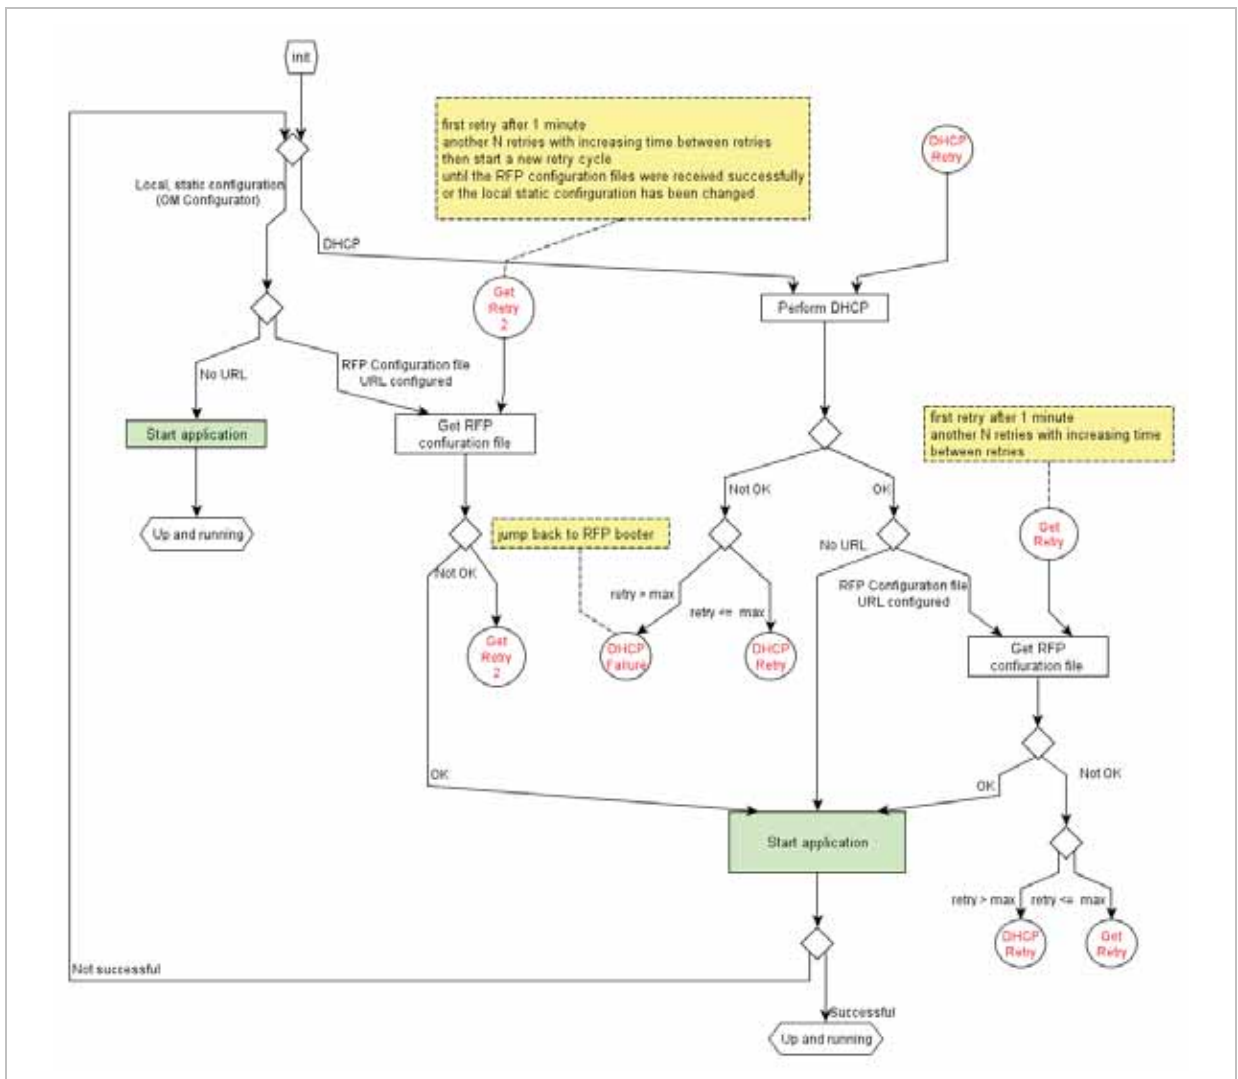 init
first retry after 1 minute
another N retries with increasing time between retries
then start a new retry cycle
until the RFP configuration files were received successfully
or the local static confirguration has been changed
DHCP
Retry
Local, static configuration
(OM Configurator)
DHCP
Get
Retry
2
Perform DHCP
No URL
RFP Configuration file
URL configured
Start application
Get RFP
confiuration file
first retry after 1 minute
another N retries with increasing time
between retries
Not OK
OK
Up and running
jump back to RFP booter
No URL
Get
Retry
Not OK
RFP Configuration file
URL configured
retry > max
retry <= max
Get
Retry
2
DHCP
Failure
DHCP
Retry
Get RFP
confiuration file
OK
OK
Not OK
Start application
retry > max
retry <= max
DHCP
Retry
Get
Retry
Not successful
Successful
Up and running